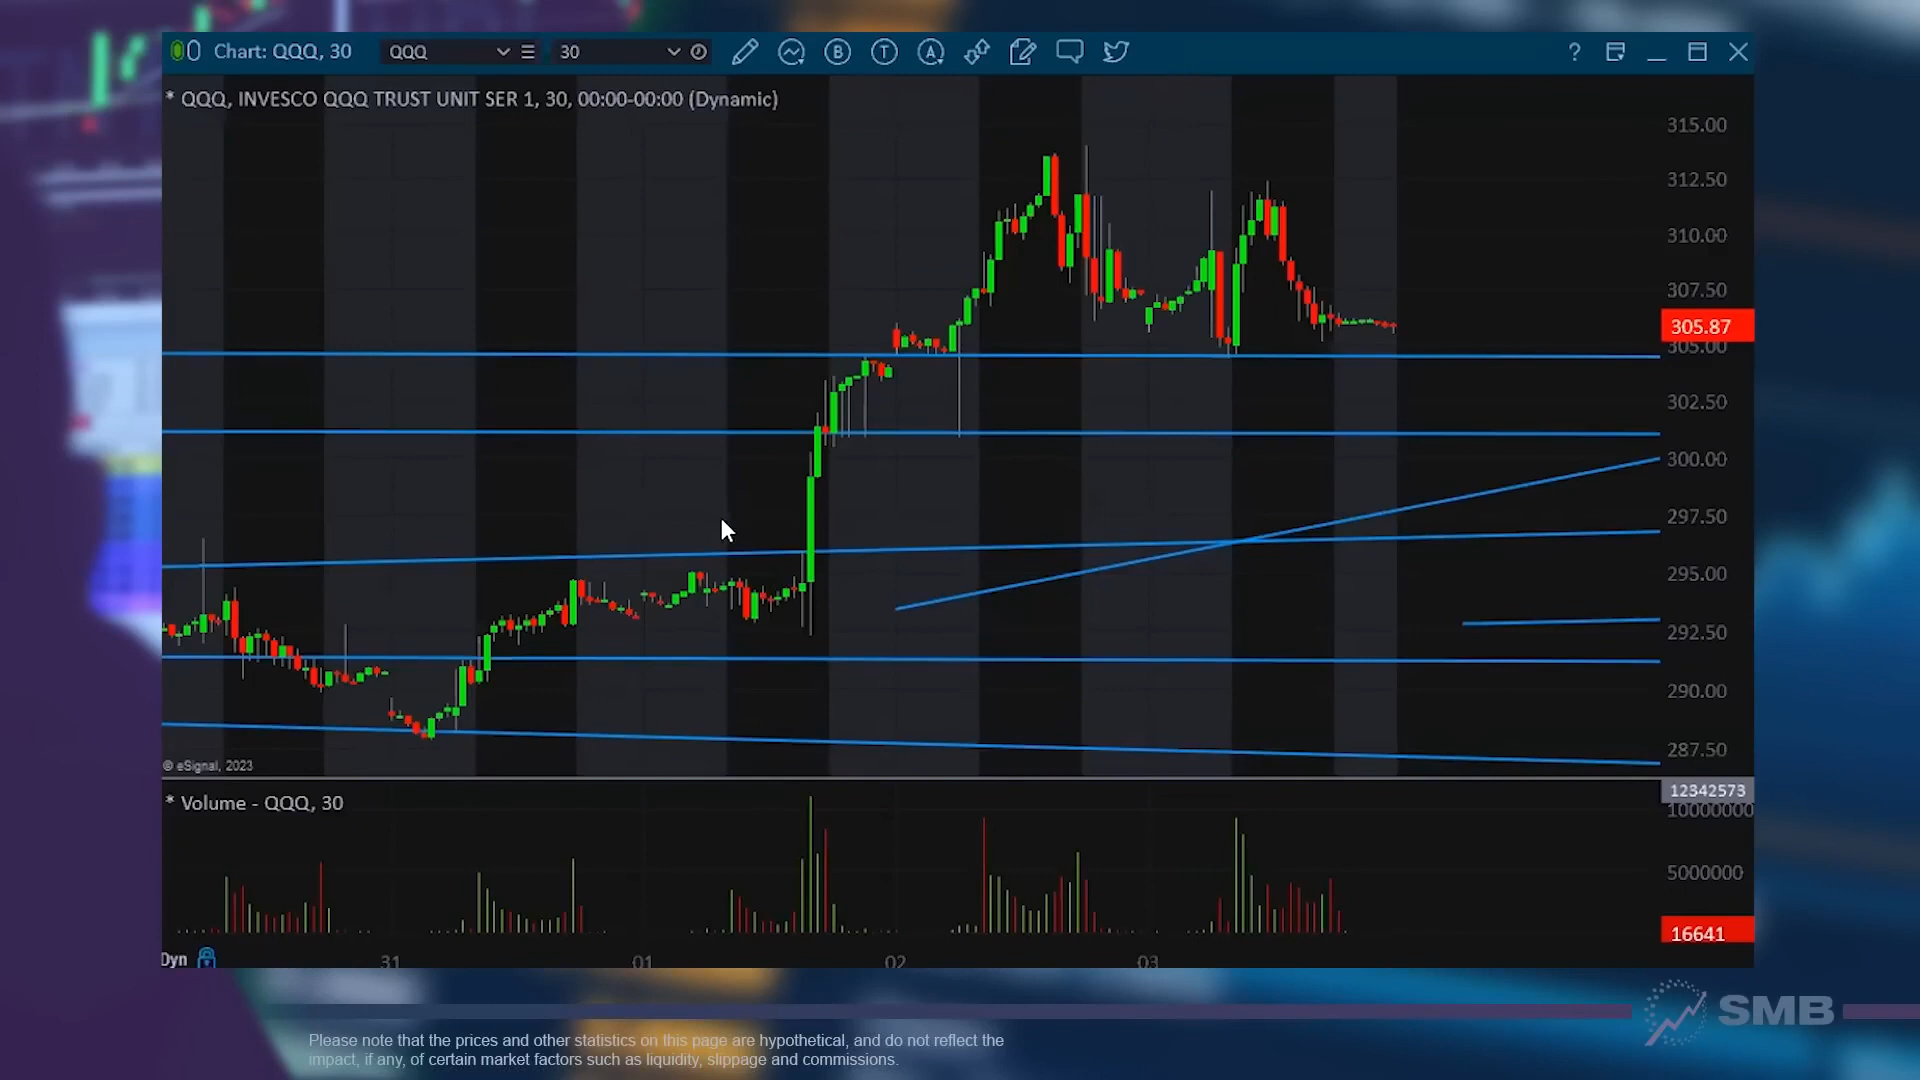 Chart: QQQ, 30
QQQ
30
B
T
A
?
* QQQ, INVESCO QQQ TRUST UNIT SER 1, 30, 00:00-00:00 (Dynamic)
315.00
312.50
310.00
307.50
305.87
305.00
302.50
300.00
297.50
295.00
292.50
290.00
287.50
© eSignal, 2023
* Volume - QQQ, 30
12342573
10000000
5000000
16641
Dyn
31
01
02
03
SMB
Please note that the prices and other statistics on this page are hypothetical, and do not reflect the
impact, if any, of certain market factors such as liquidity, slippage and commissions.